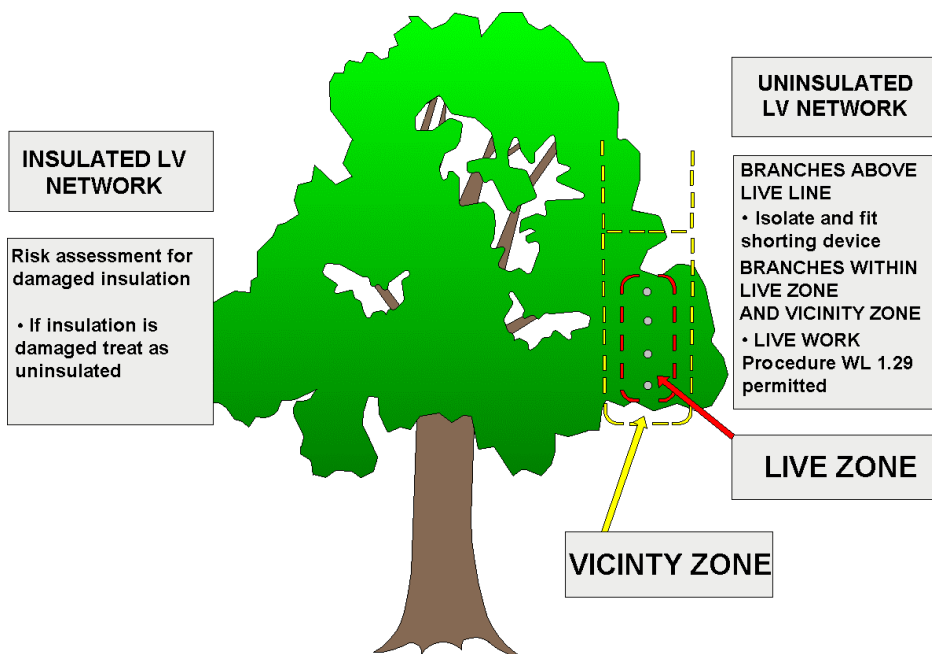 INSULATED LV
NETWORK
Risk assessment for
damaged insulation
• If insulation is
damaged treat as
uninsulated
UNINSULATED
LV NETWORK
BRANCHES ABOVE
LIVE LINE
• Isolate and fit
shorting device
BRANCHES WITHIN
LIVE ZONE
AND VICINITY ZONE
• LIVE WORK
Procedure WL 1.29
permitted
LIVE ZONE
VICINTY ZONE